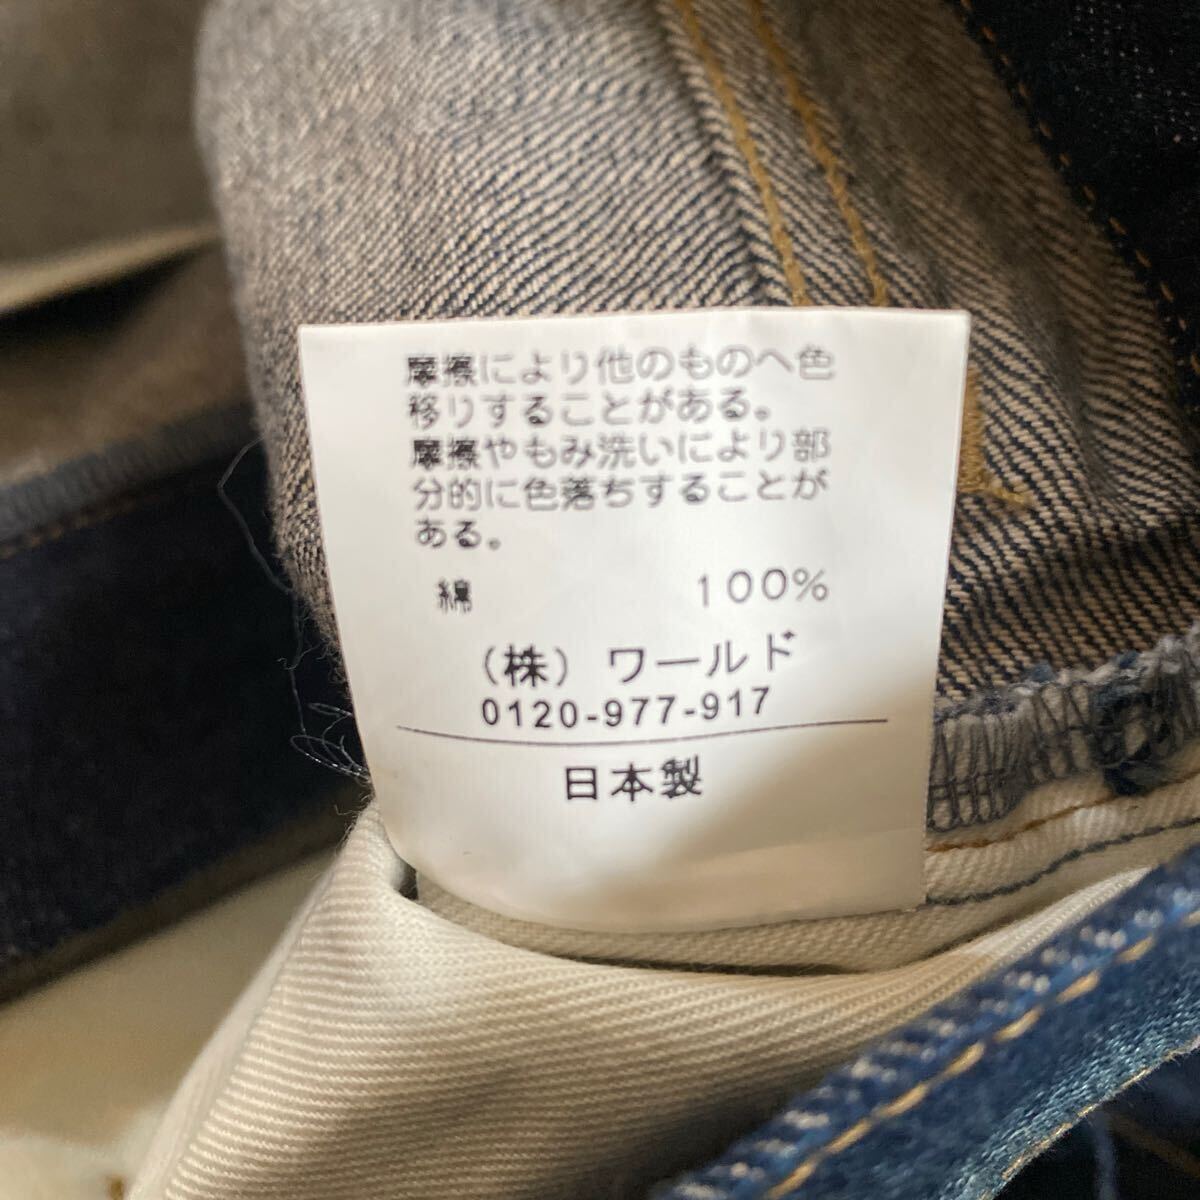 摩擦により他のものへ色
移りすることがある。
摩擦やもみ洗いにより部
分的に色落ちすることが
ある。
綿 100%
(株) ワールド
0120-977-917
日本製